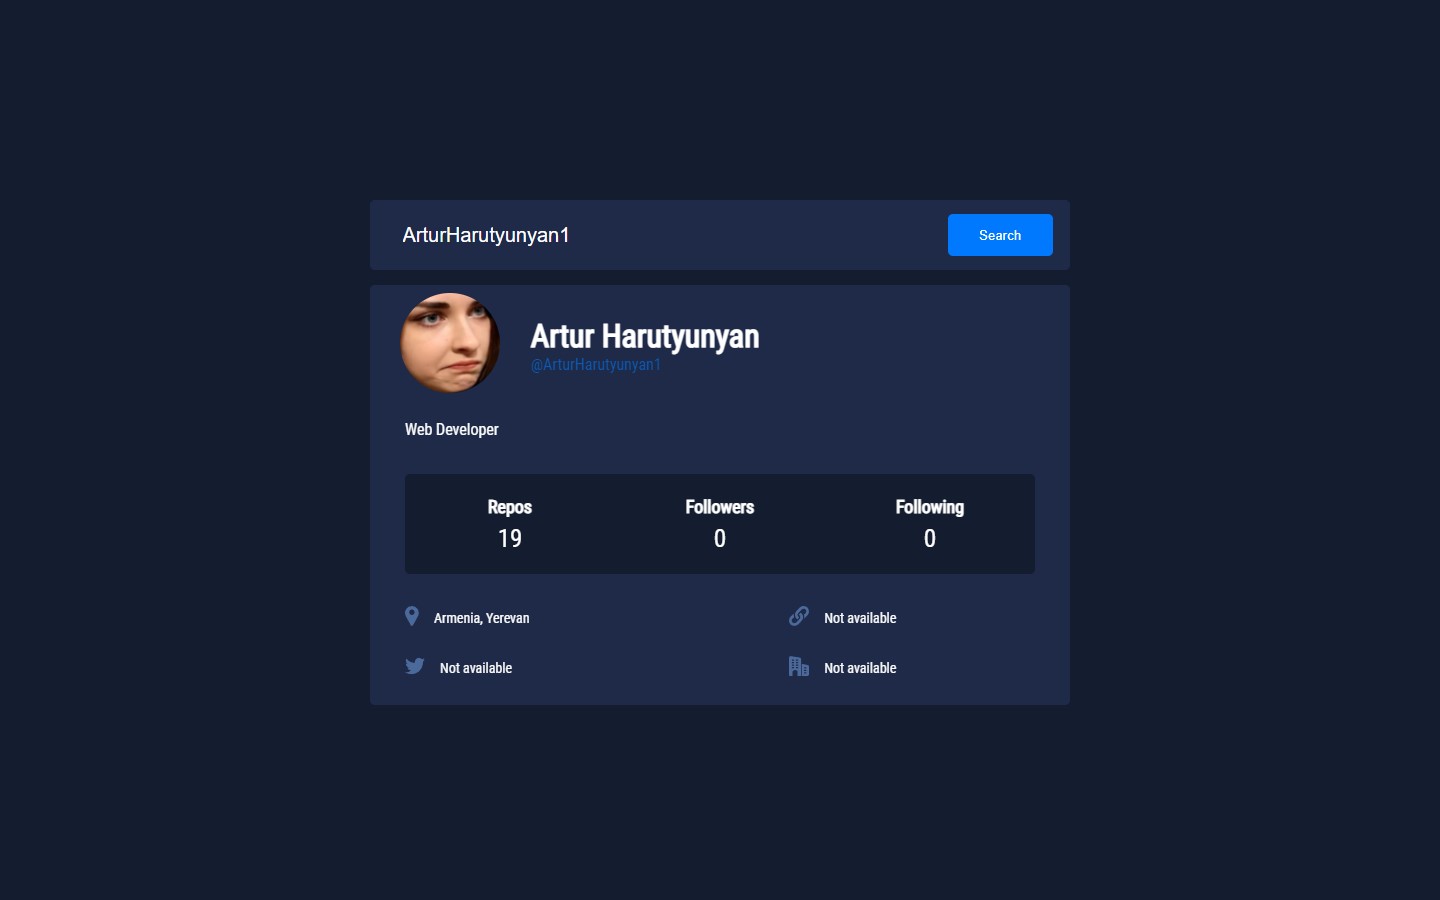 ArturHarutyunyan1
Search
Artur Harutyunyan
@ArturHarutyunyan1
Web Developer
Repos Followers Following
19 0 0
Armenia, Yerevan Not available
Not available Not available